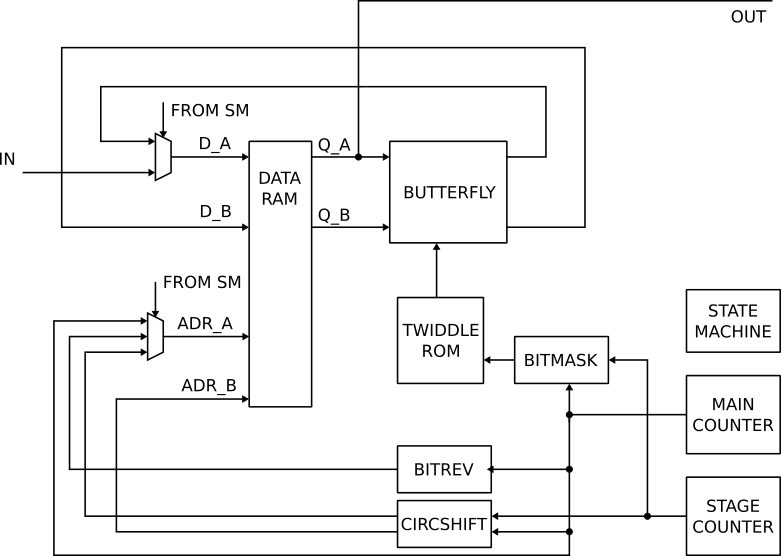 OUT
FROM SM
IN
D_A
Q_A
DATA
RAM
BUTTERFLY
D_B
Q_B
FROM SM
ADR_A
TWIDDLE
ROM
STATE
MACHINE
BITMASK
ADR_B
MAIN
COUNTER
BITREV
CIRCSHIFT
STAGE
COUNTER